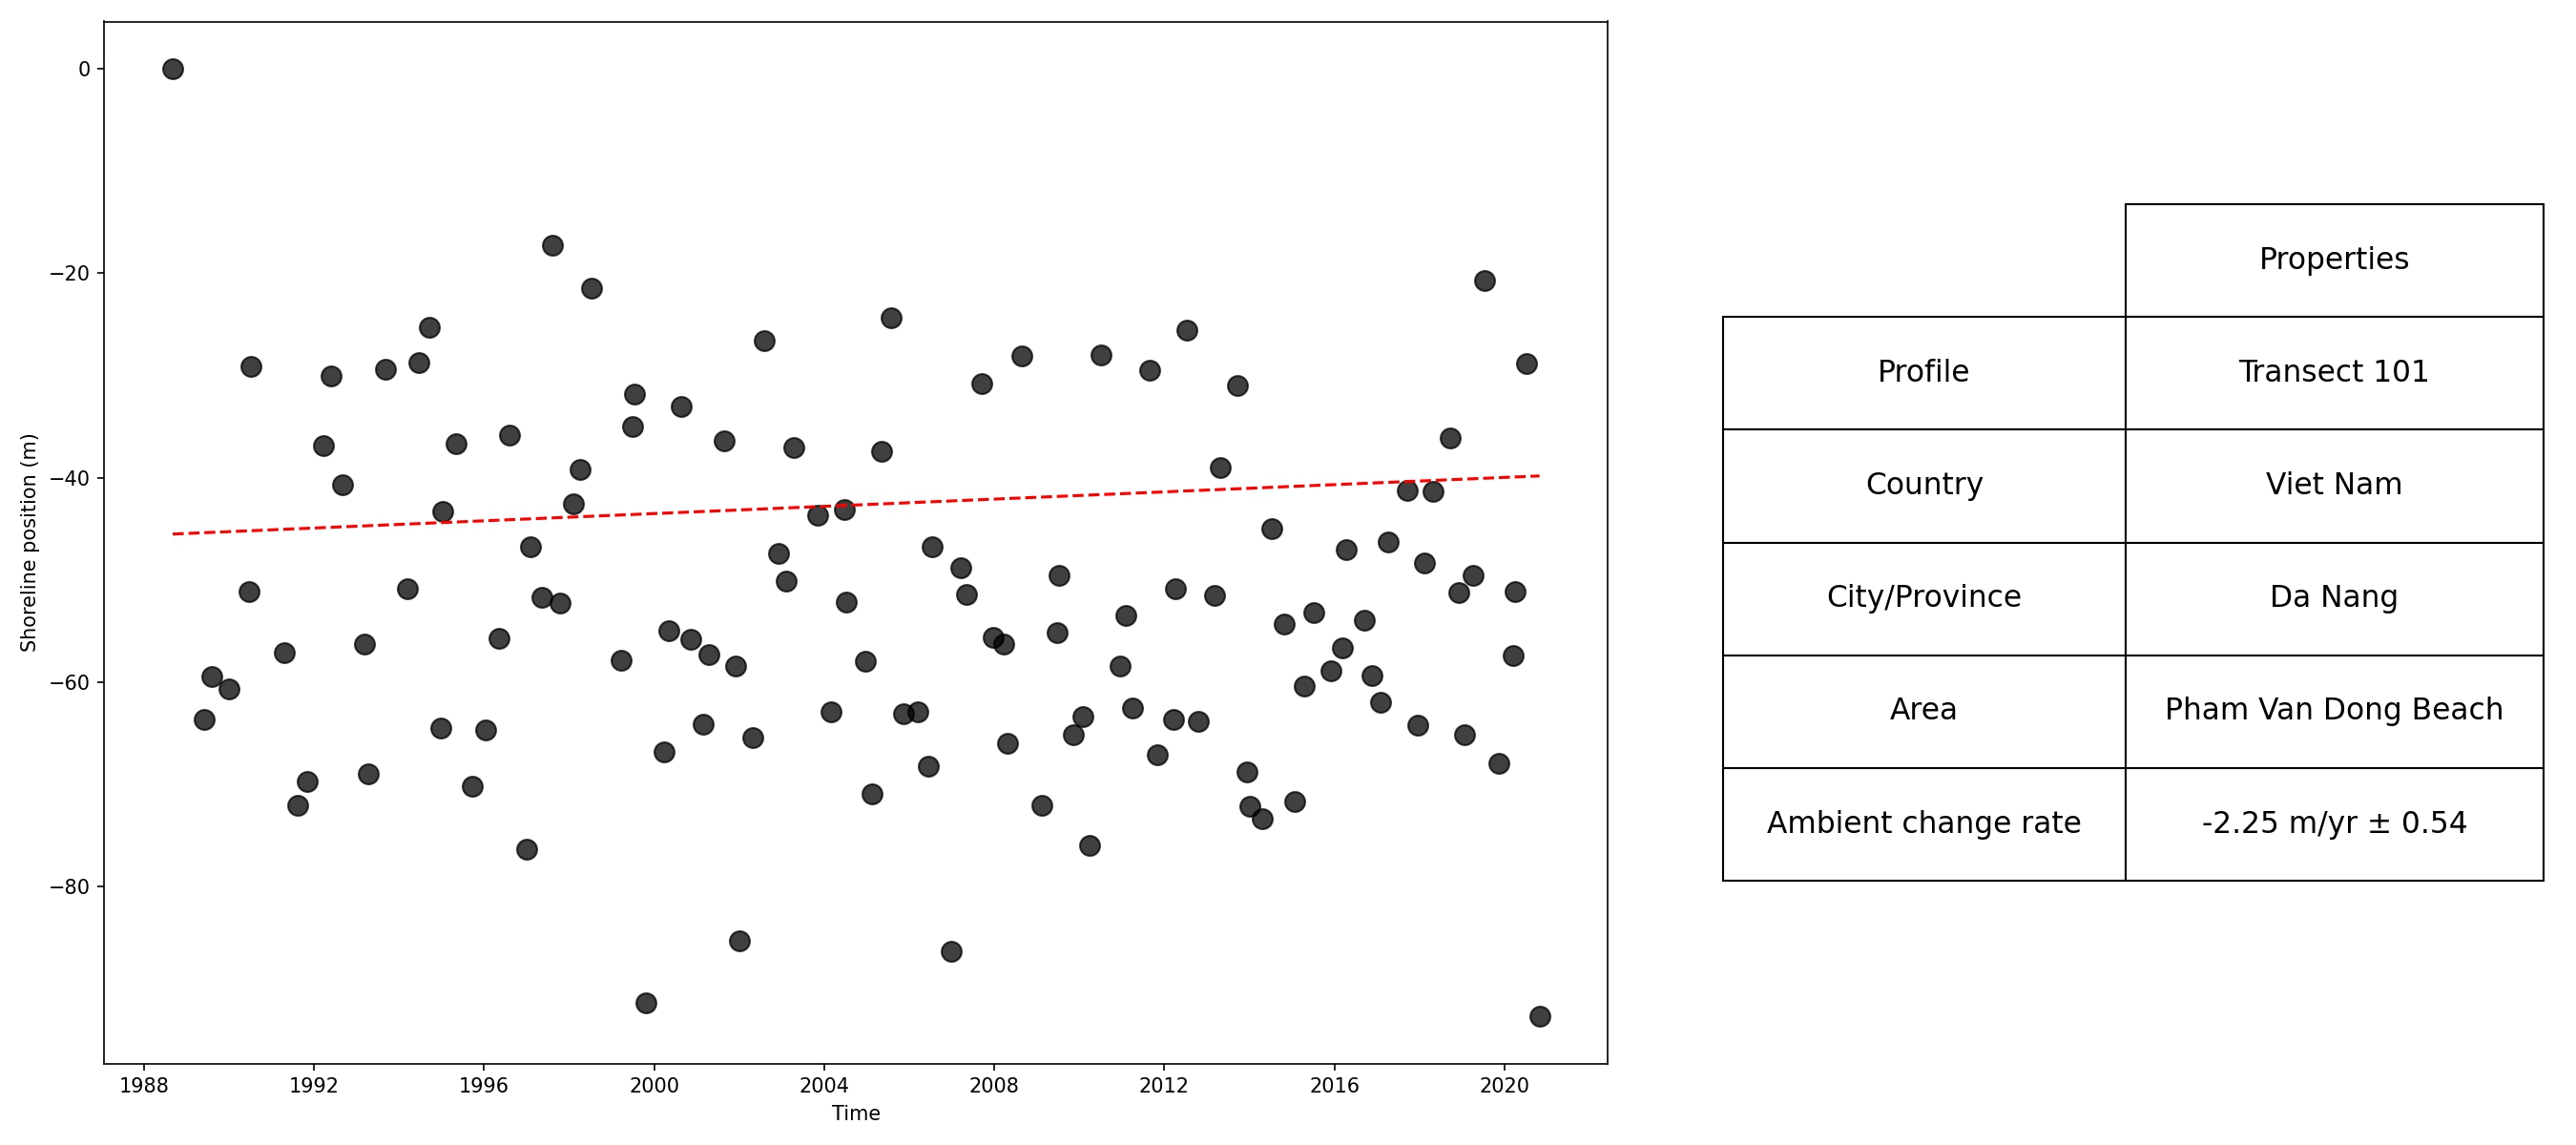 0
−20
−40
−60
−80
Shoreline position (m)
1988 1992 1996 2000 2004 2008 2012 2016 2020
Time
Properties
Profile Transect 101
Country Viet Nam
City/Province Da Nang
Area Pham Van Dong Beach
Ambient change rate -2.25 m/yr ± 0.54